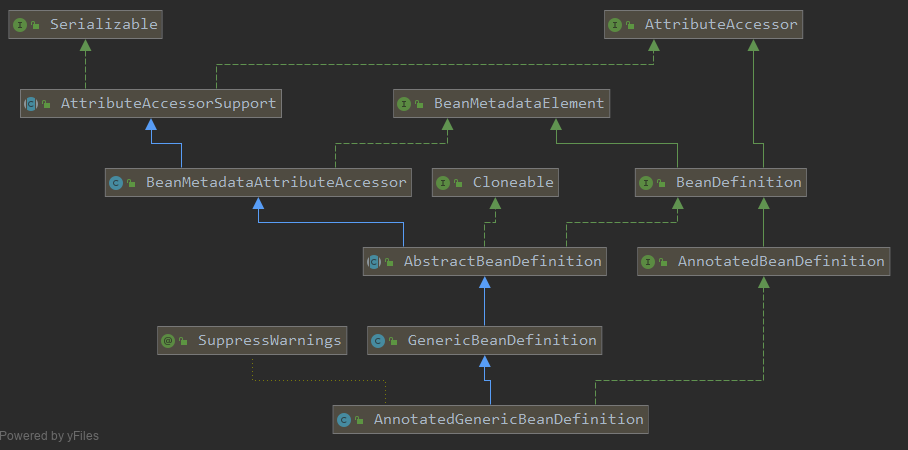 Serializable
AttributeAccessor
AttributeAccessorSupport
BeanMetadataElement
BeanMetadataAttributeAccessor
Cloneable
BeanDefinition
AbstractBeanDefinition
AnnotatedBeanDefinition
SuppressWarnings
GenericBeanDefinition
AnnotatedGenericBeanDefinition
Powered by yFiles